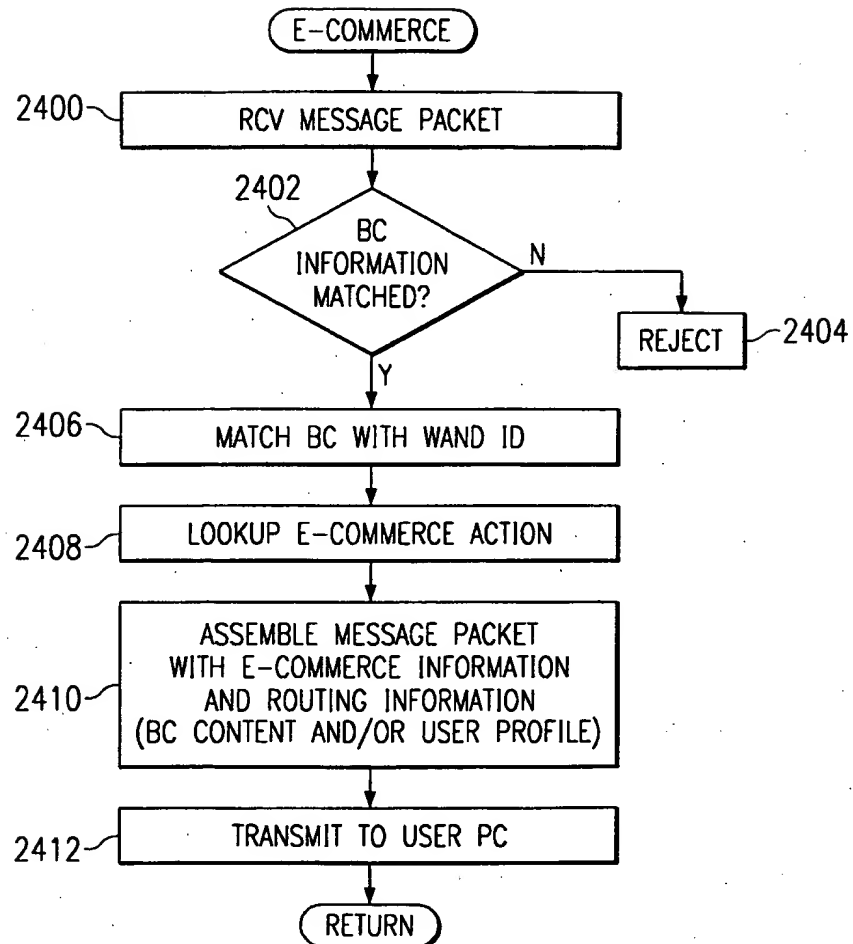 E-COMMERCE
2400
RCV MESSAGE PACKET
2402
BC
INFORMATION
MATCHED?
N
REJECT
2404
Y
2406
MATCH BC WITH WAND ID
2408
LOOKUP E-COMMERCE ACTION
2410
ASSEMBLE MESSAGE PACKET
WITH E-COMMERCE INFORMATION
AND ROUTING INFORMATION
(BC CONTENT AND/OR USER PROFILE)
2412
TRANSMIT TO USER PC
RETURN